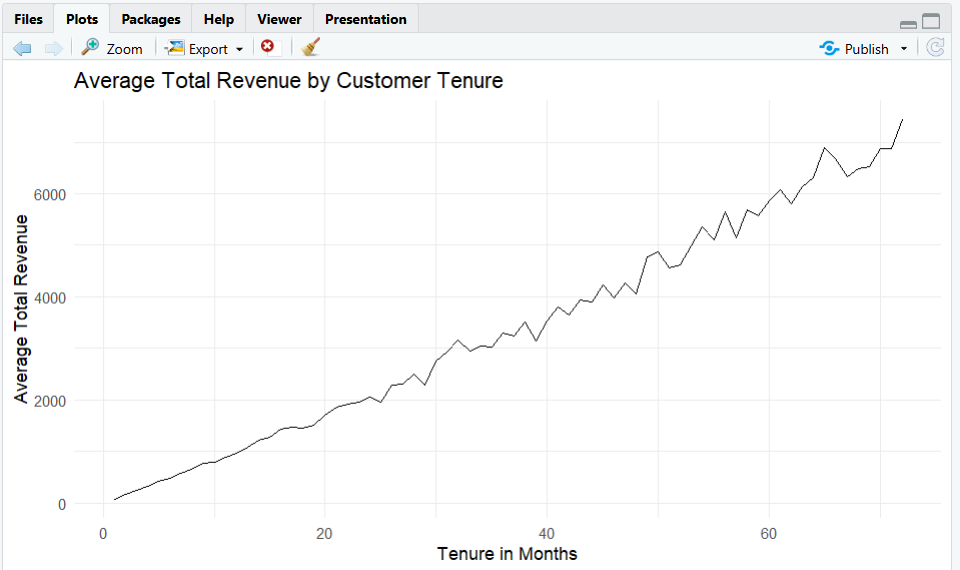 Files Plots Packages Help Viewer Presentation
Zoom Export Publish
Average Total Revenue by Customer Tenure
Average Total Revenue
6000
4000
2000
0
0 20 40 60
Tenure in Months